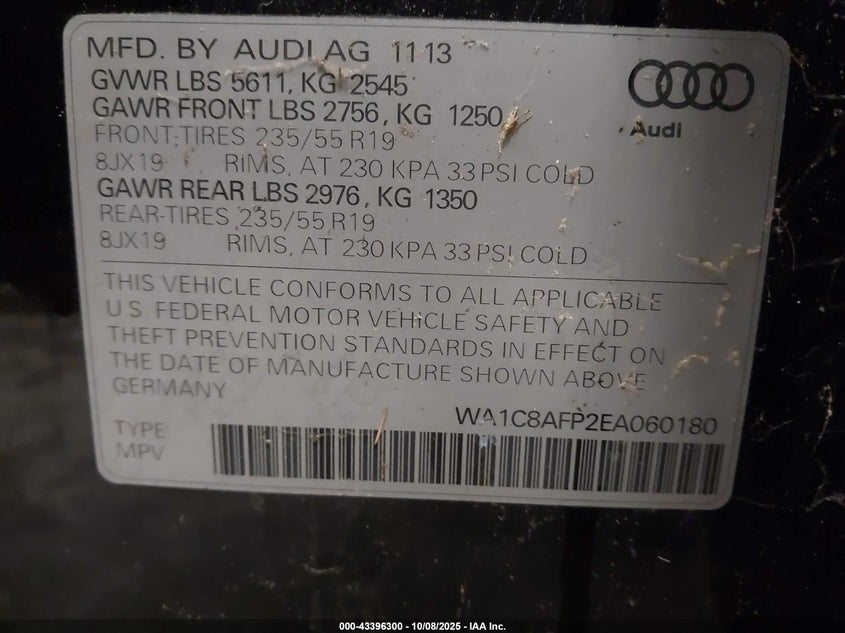 MFD. BY AUDI AG 11 13
GVWR LBS 5611, KG 2545
GAWR FRONT LBS 2756, KG 1250
FRONT-TIRES 235/55 R19
8JX19 RIMS, AT 230 KPA 33 PSI COLD
GAWR REAR LBS 2976, KG 1350
REAR-TIRES 235/55 R19
8JX19 RIMS, AT 230 KPA 33 PSI COLD
Audi
THIS VEHICLE CONFORMS TO ALL APPLICABLE
U.S. FEDERAL MOTOR VEHICLE SAFETY AND
THEFT PREVENTION STANDARDS IN EFFECT ON
THE DATE OF MANUFACTURE SHOWN ABOVE
GERMANY
WA1C8AFP2EA060180
TYPE
MPV
000-43396300 - 10/08/2025 - IAA Inc.